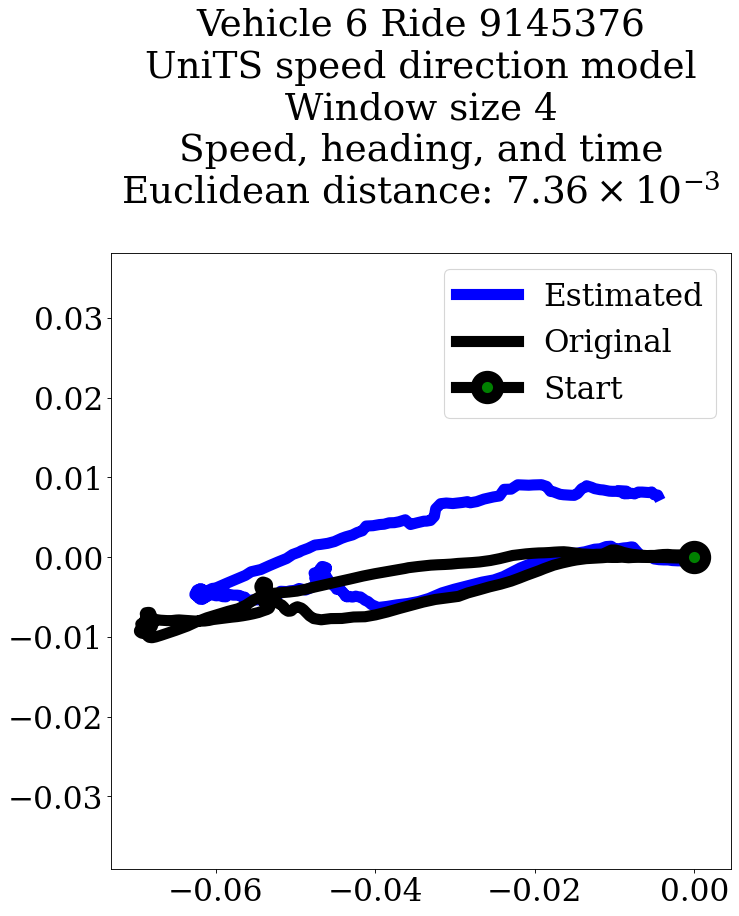 Vehicle 6 Ride 9145376
UniTS speed direction model
Window size 4
Speed, heading, and time
Euclidean distance: 7.36 × 10⁻³
Estimated
Original
Start
0.03
0.02
0.01
0.00
−0.01
−0.02
−0.03
−0.06 −0.04 −0.02 0.00